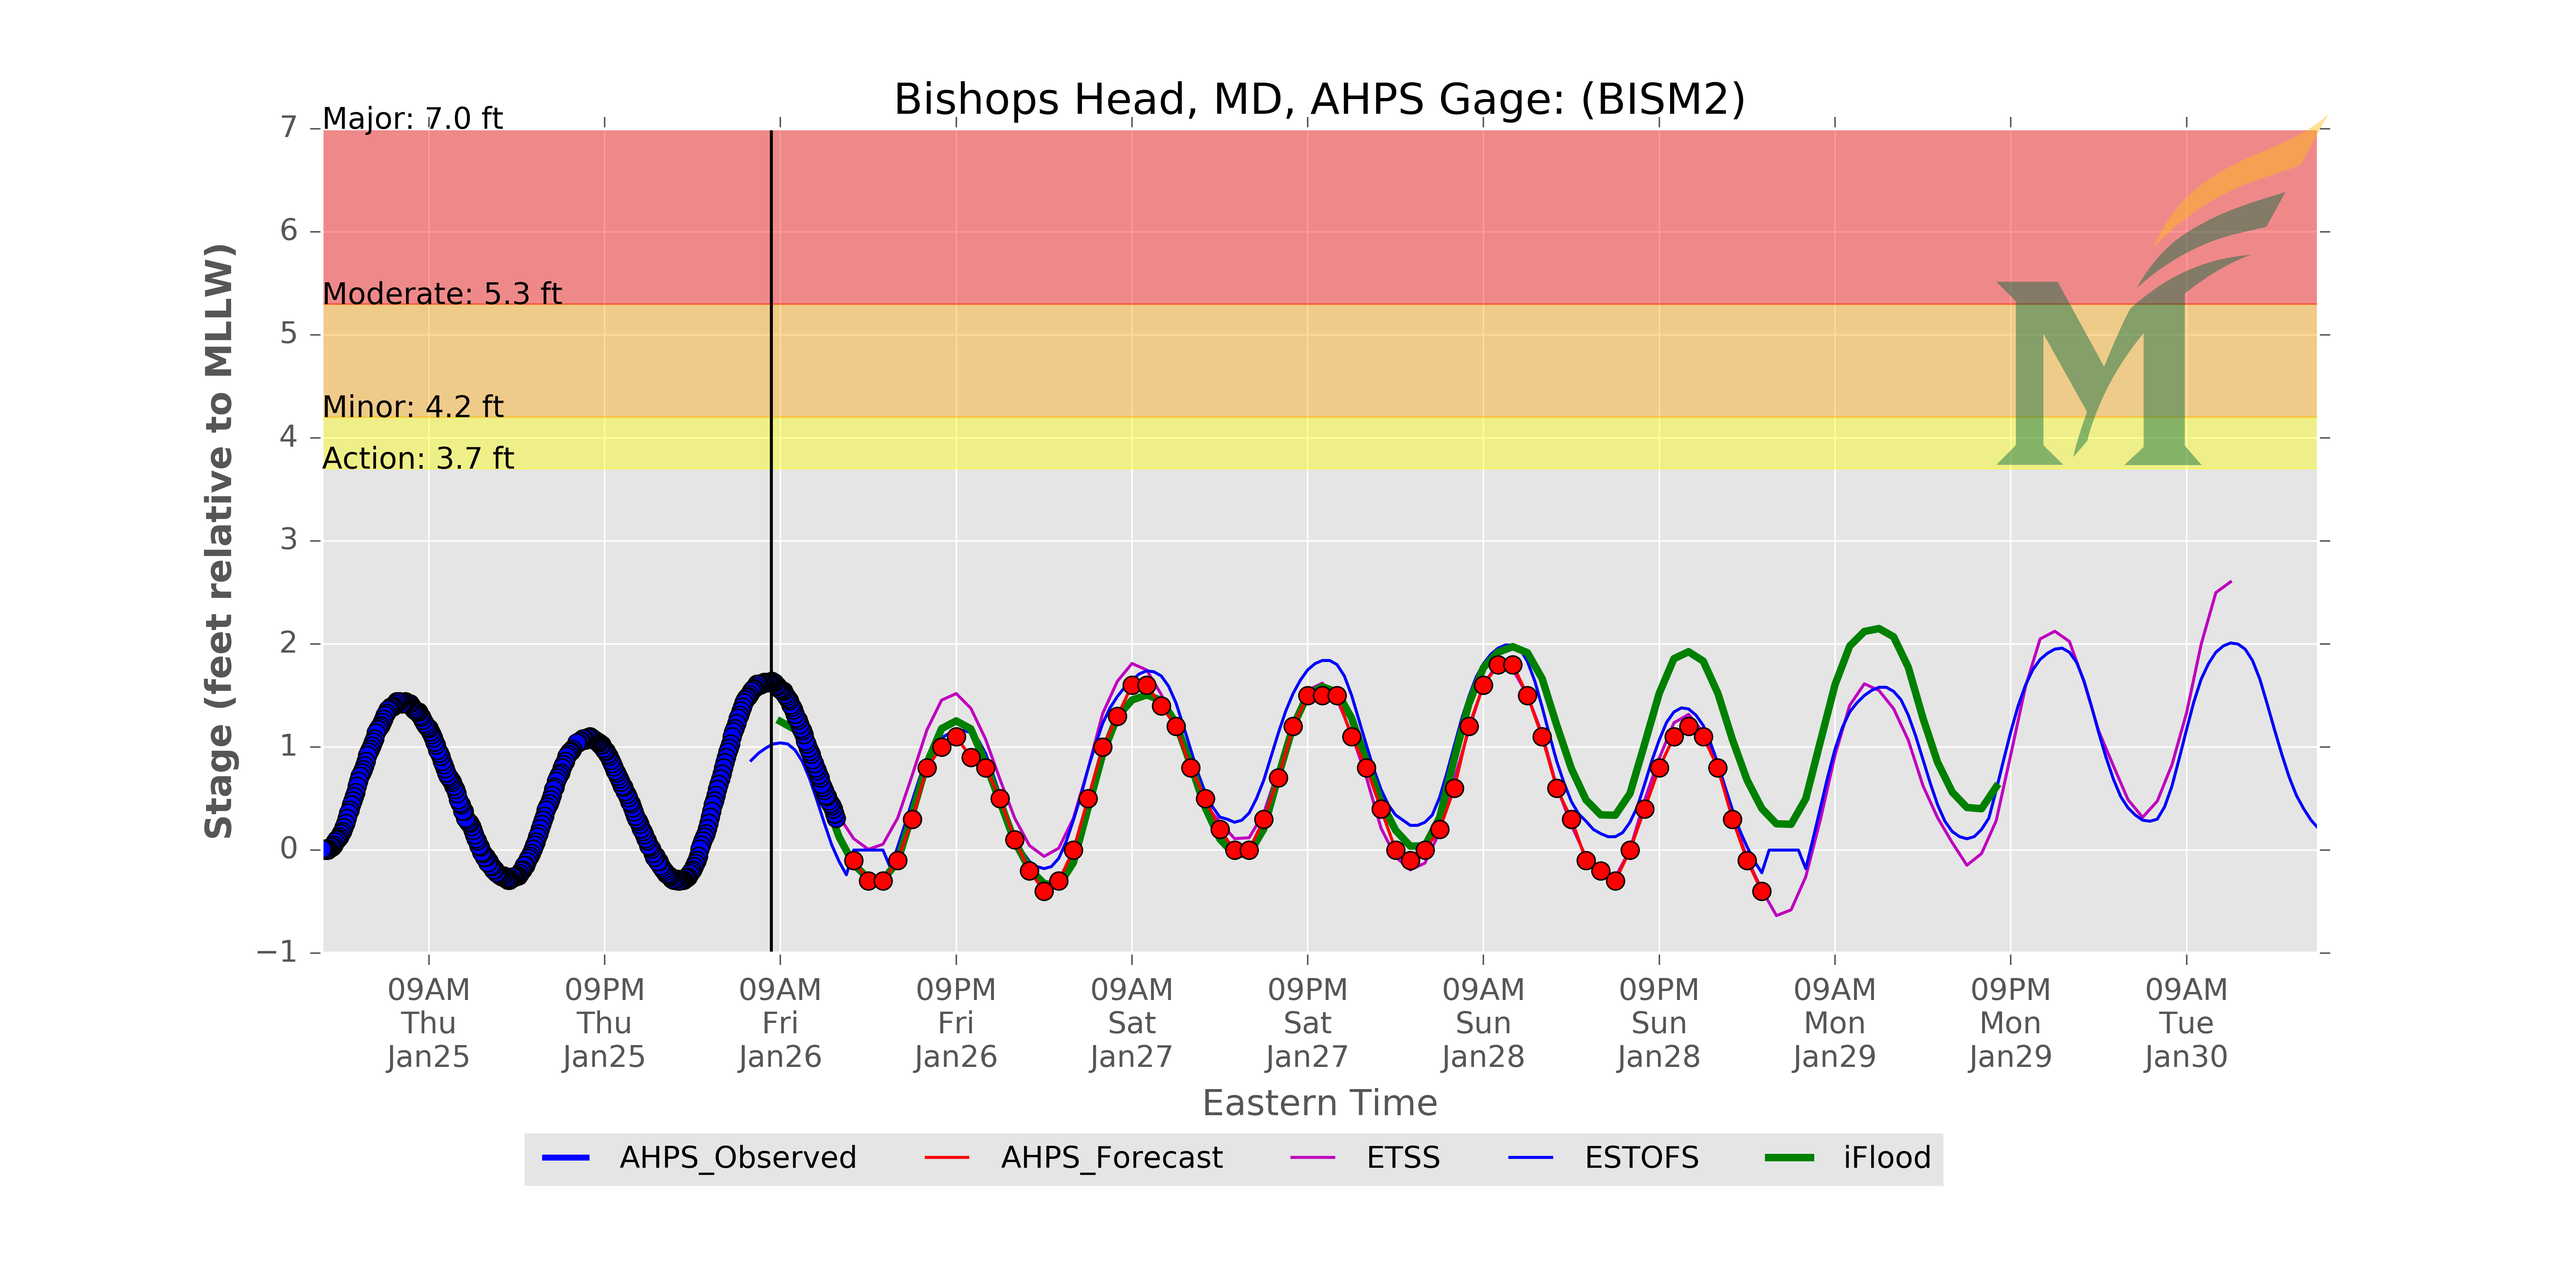 Bishops Head, MD, AHPS Gage: (BISM2)
Major: 7.0 ft
Moderate: 5.3 ft
Minor: 4.2 ft
Action: 3.7 ft
Stage (feet relative to MLLW)
7
6
5
4
3
2
1
0
−1
09AM Thu Jan25
09PM Thu Jan25
09AM Fri Jan26
09PM Fri Jan26
09AM Sat Jan27
09PM Sat Jan27
09AM Sun Jan28
09PM Sun Jan28
09AM Mon Jan29
09PM Mon Jan29
09AM Tue Jan30
Eastern Time
AHPS_Observed AHPS_Forecast ETSS ESTOFS iFlood
M